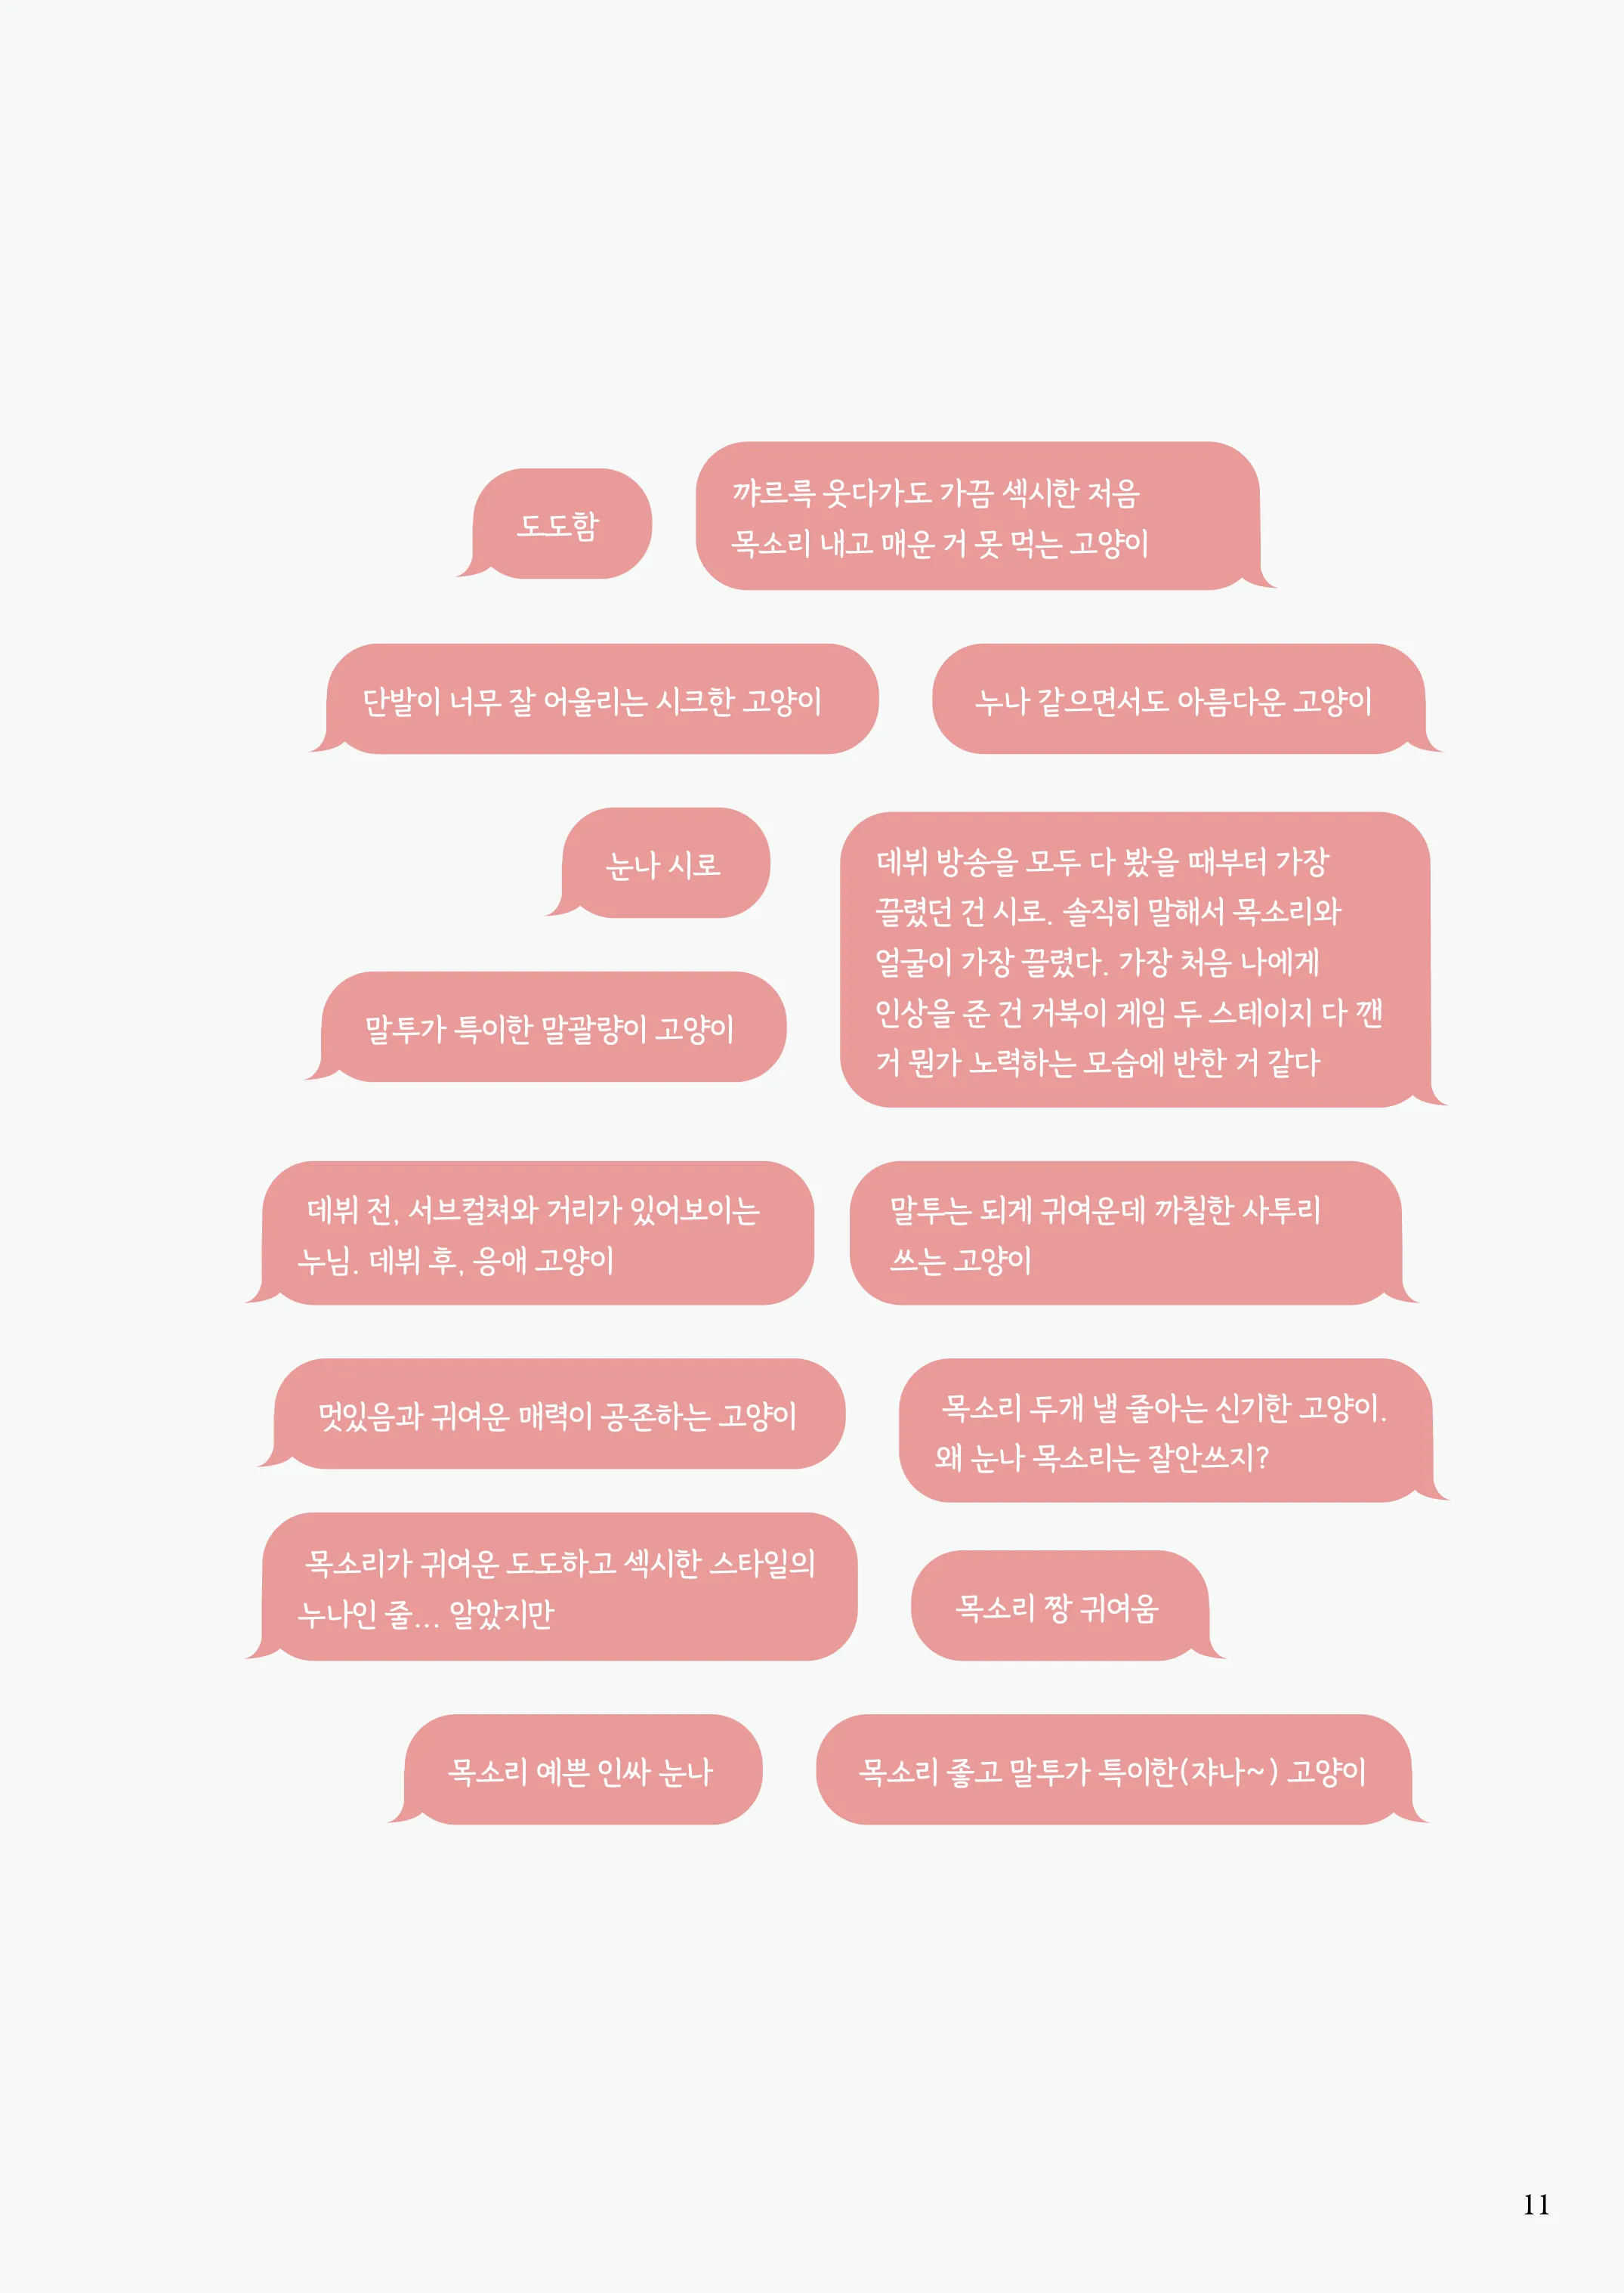 도도함
꺄르륵 웃다가도 가끔 섹시한 저음
목소리 내고 매운 거 못 먹는 고양이
단발이 너무 잘 어울리는 시크한 고양이
누나 같으면서도 아름다운 고양이
눈나 시로
데뷔 방송을 모두 다 봤을 때부터 가장
끌렸던 건 시로. 솔직히 말해서 목소리와
얼굴이 가장 끌렸다. 가장 처음 나에게
인상을 준 건 거북이 게임 두 스테이지 다 깬
거 뭔가 노력하는 모습에 반한 거 같다
말투가 특이한 말괄량이 고양이
데뷔 전, 서브컬쳐와 거리가 있어보이는
누님. 데뷔 후, 응애 고양이
말투는 되게 귀여운데 까칠한 사투리
쓰는 고양이
멋있음과 귀여운 매력이 공존하는 고양이
목소리 두개 낼 줄아는 신기한 고양이.
왜 눈나 목소리는 잘안쓰지?
목소리가 귀여운 도도하고 섹시한 스타일의
누나인 줄... 알았지만
목소리 짱 귀여움
목소리 예쁜 인싸 눈나
목소리 좋고 말투가 특이한(쟈나~) 고양이
11